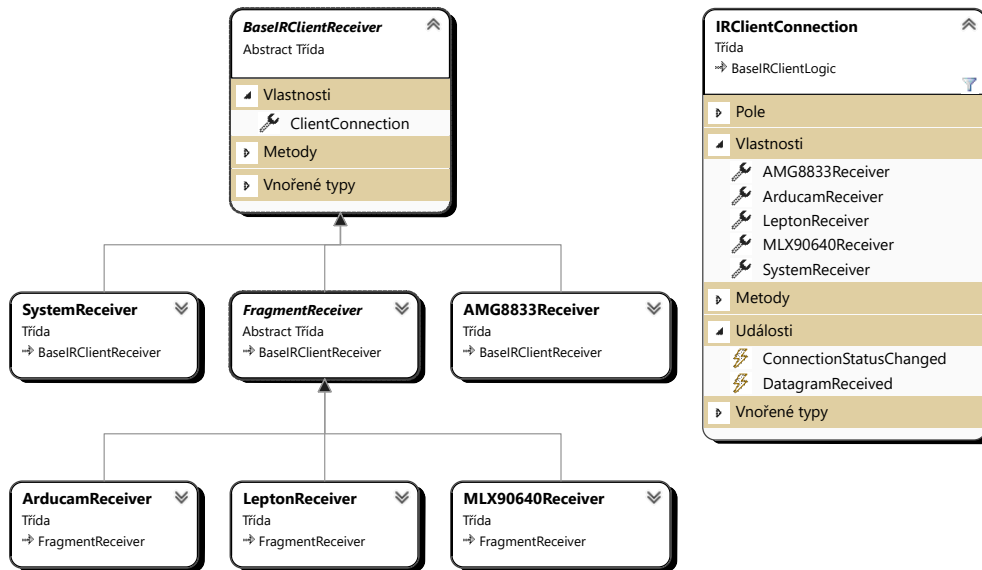 BaseIRClientReceiver
Abstract Třída
Vlastnosti
ClientConnection
Metody
Vnořené typy
SystemReceiver
Třída
BaseIRClientReceiver
FragmentReceiver
Abstract Třída
BaseIRClientReceiver
AMG8833Receiver
Třída
BaseIRClientReceiver
ArducamReceiver
Třída
FragmentReceiver
LeptonReceiver
Třída
FragmentReceiver
MLX90640Receiver
Třída
FragmentReceiver
IRClientConnection
Třída
BaseIRClientLogic
Pole
Vlastnosti
AMG8833Receiver
ArducamReceiver
LeptonReceiver
MLX90640Receiver
SystemReceiver
Metody
Události
ConnectionStatusChanged
DatagramReceived
Vnořené typy